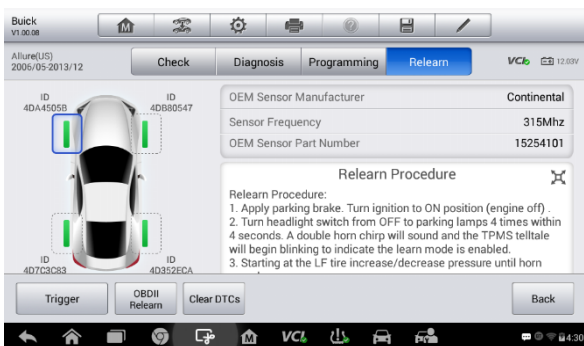 Buick
V1.00.08
Allure(US)
2006/05-2013/12
Check
Diagnosis
Programming
Relearn
VCI
12.03V
ID
4DA4505B
ID
4DB80547
ID
4D7C3C83
ID
4D352ECA
OEM Sensor Manufacturer
Continental
Sensor Frequency
315Mhz
OEM Sensor Part Number
15254101
Relearn Procedure
Relearn Procedure:
1. Apply parking brake. Turn ignition to ON position (engine off) .
2. Turn headlight switch from OFF to parking lamps 4 times within
4 seconds. A double horn chirp will sound and the TPMS telltale
will begin blinking to indicate the learn mode is enabled.
3. Starting at the LF tire increase/decrease pressure until horn
Trigger
OBDII
Relearn
Clear DTCs
Back
VCI
4:30